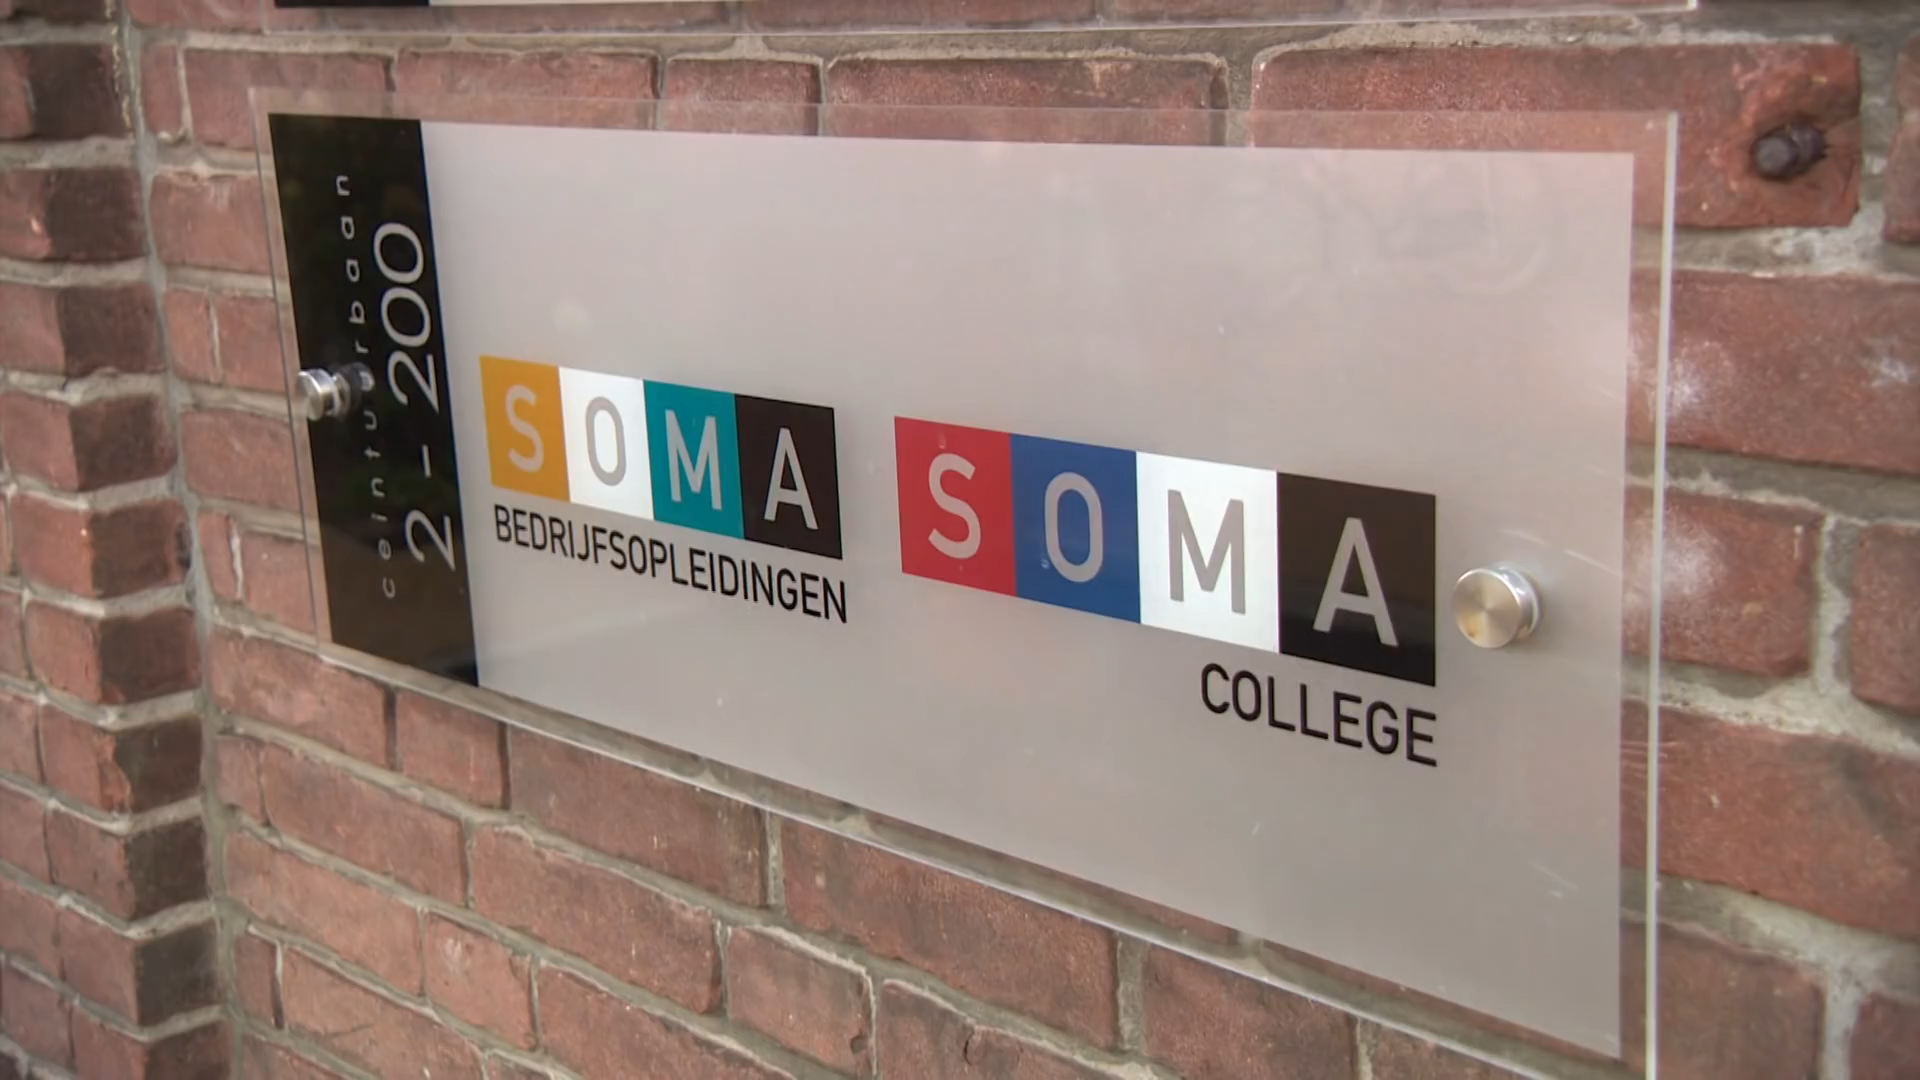 ceintuurbaan
2 – 200
SOMA
BEDRIJFSOPLEIDINGEN
SOMA
COLLEGE